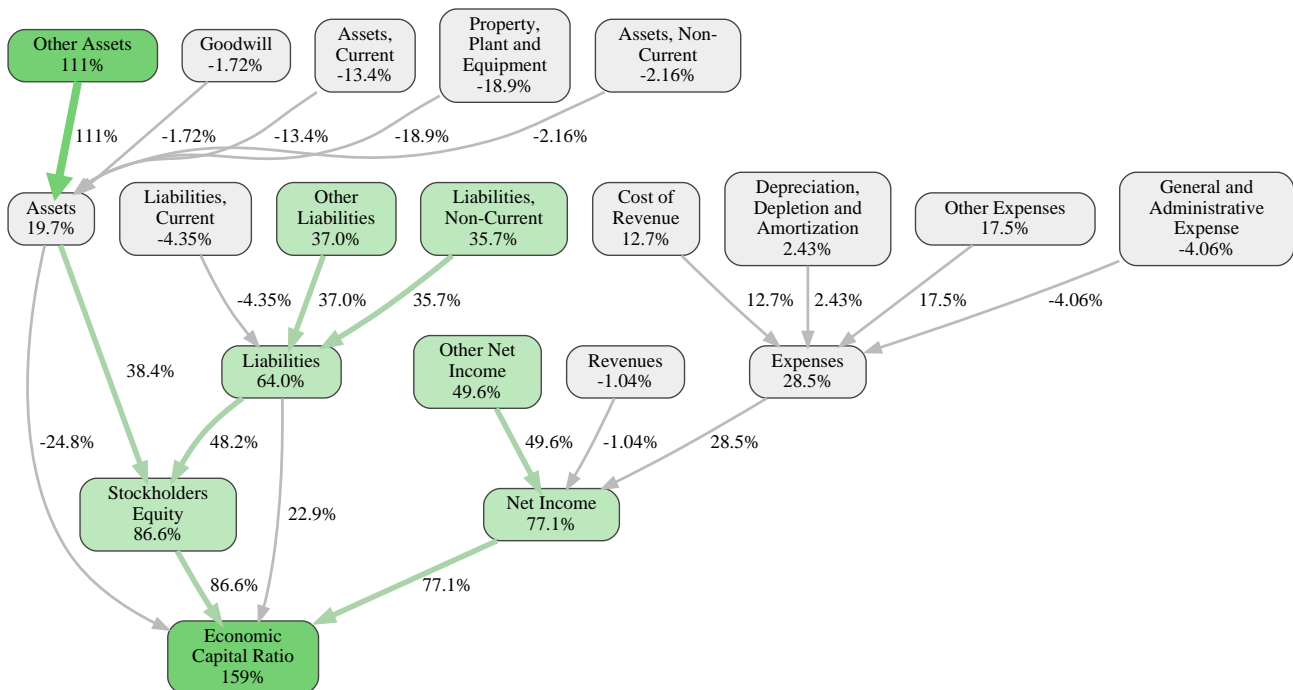 Other Assets
111%
Goodwill
-1.72%
Assets,
Current
-13.4%
Property,
Plant and
Equipment
-18.9%
Assets, Non-
Current
-2.16%
111%
-1.72%
-13.4%
-18.9%
-2.16%
Assets
19.7%
Liabilities,
Current
-4.35%
Other
Liabilities
37.0%
Liabilities,
Non-Current
35.7%
Cost of
Revenue
12.7%
Depreciation,
Depletion and
Amortization
2.43%
Other Expenses
17.5%
General and
Administrative
Expense
-4.06%
-4.35%
37.0%
35.7%
12.7%
2.43%
17.5%
-4.06%
38.4%
Liabilities
64.0%
Other Net
Income
49.6%
Revenues
-1.04%
Expenses
28.5%
-24.8%
48.2%
49.6%
-1.04%
28.5%
Stockholders
Equity
86.6%
22.9%
Net Income
77.1%
86.6%
77.1%
Economic
Capital Ratio
159%